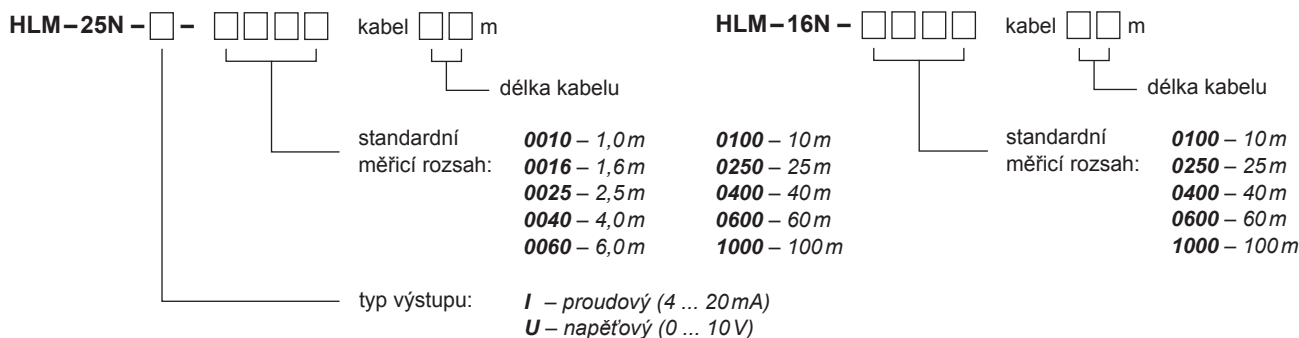 HLM–25N – □ – □□□□ kabel □□ m
délka kabelu
standardní
měřicí rozsah:
0010 – 1,0 m
0016 – 1,6 m
0025 – 2,5 m
0040 – 4,0 m
0060 – 6,0 m
0100 – 10 m
0250 – 25 m
0400 – 40 m
0600 – 60 m
1000 – 100 m
typ výstupu:
I – proudový (4 ... 20 mA)
U – napěťový (0 ... 10 V)
HLM–16N – □□□□ kabel □□ m
délka kabelu
standardní
měřicí rozsah:
0100 – 10 m
0250 – 25 m
0400 – 40 m
0600 – 60 m
1000 – 100 m